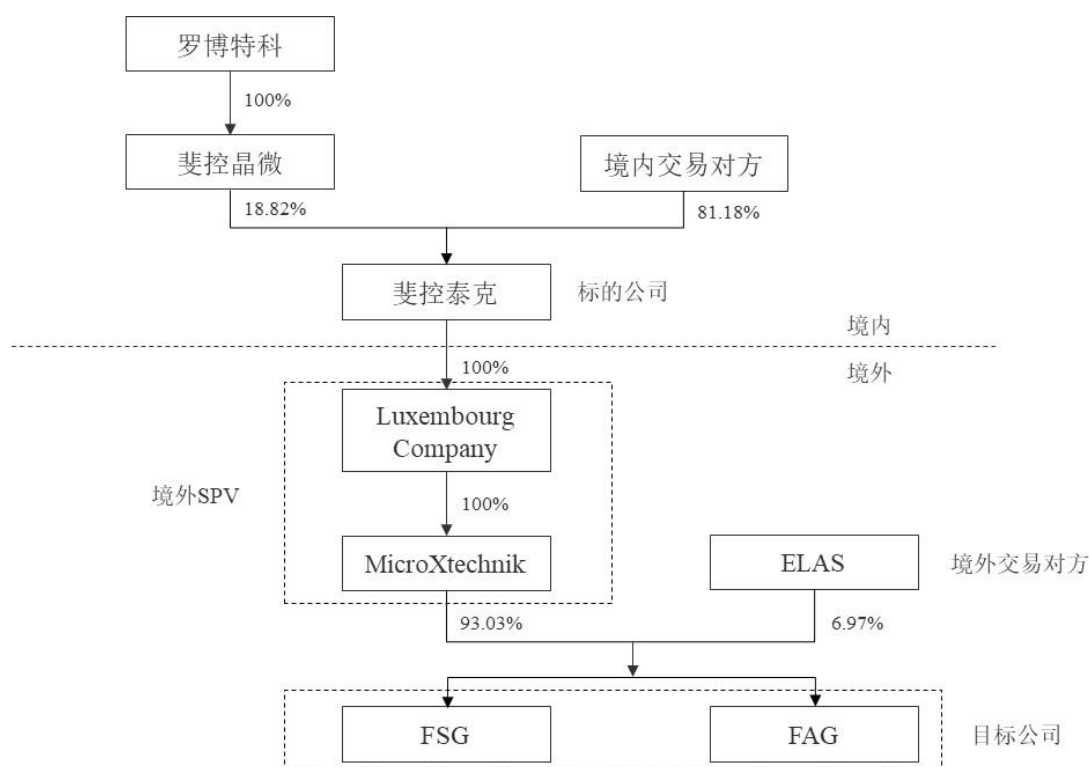 罗博特科
100%
斐控晶微
境内交易对方
18.82%
81.18%
斐控泰克
标的公司
境内
100%
境外
Luxembourg
Company
境外SPV
100%
MicroXtechnik
ELAS
境外交易对方
93.03%
6.97%
FSG
FAG
目标公司